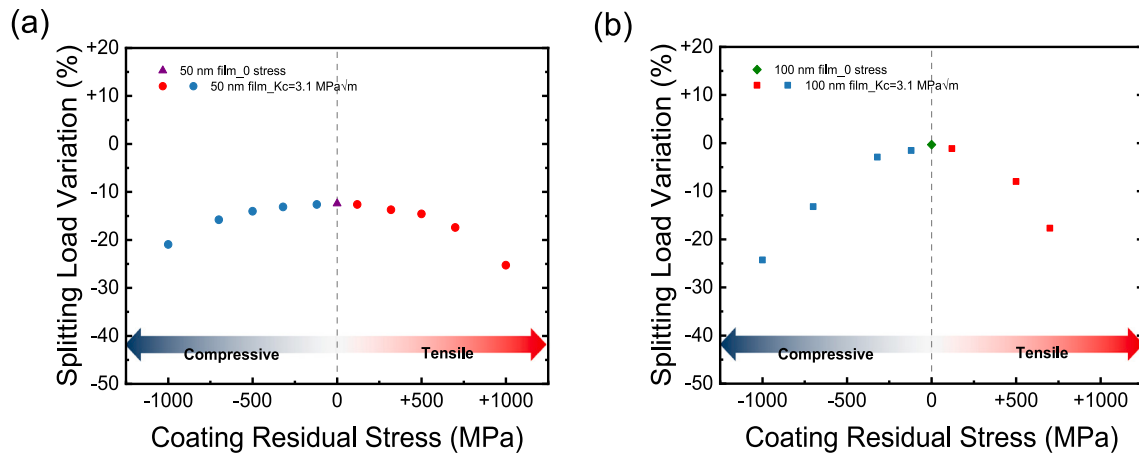 (a)
+20
+10
0
-10
-20
-30
-40
-50
Splitting Load Variation (%)
50 nm film_0 stress
50 nm film_Kc=3.1 MPa√m
Compressive
Tensile
-1000
-500
0
+500
+1000
Coating Residual Stress (MPa)
(b)
+20
+10
0
-10
-20
-30
-40
-50
Splitting Load Variation (%)
100 nm film_0 stress
100 nm film_Kc=3.1 MPa√m
Compressive
Tensile
-1000
-500
0
+500
+1000
Coating Residual Stress (MPa)